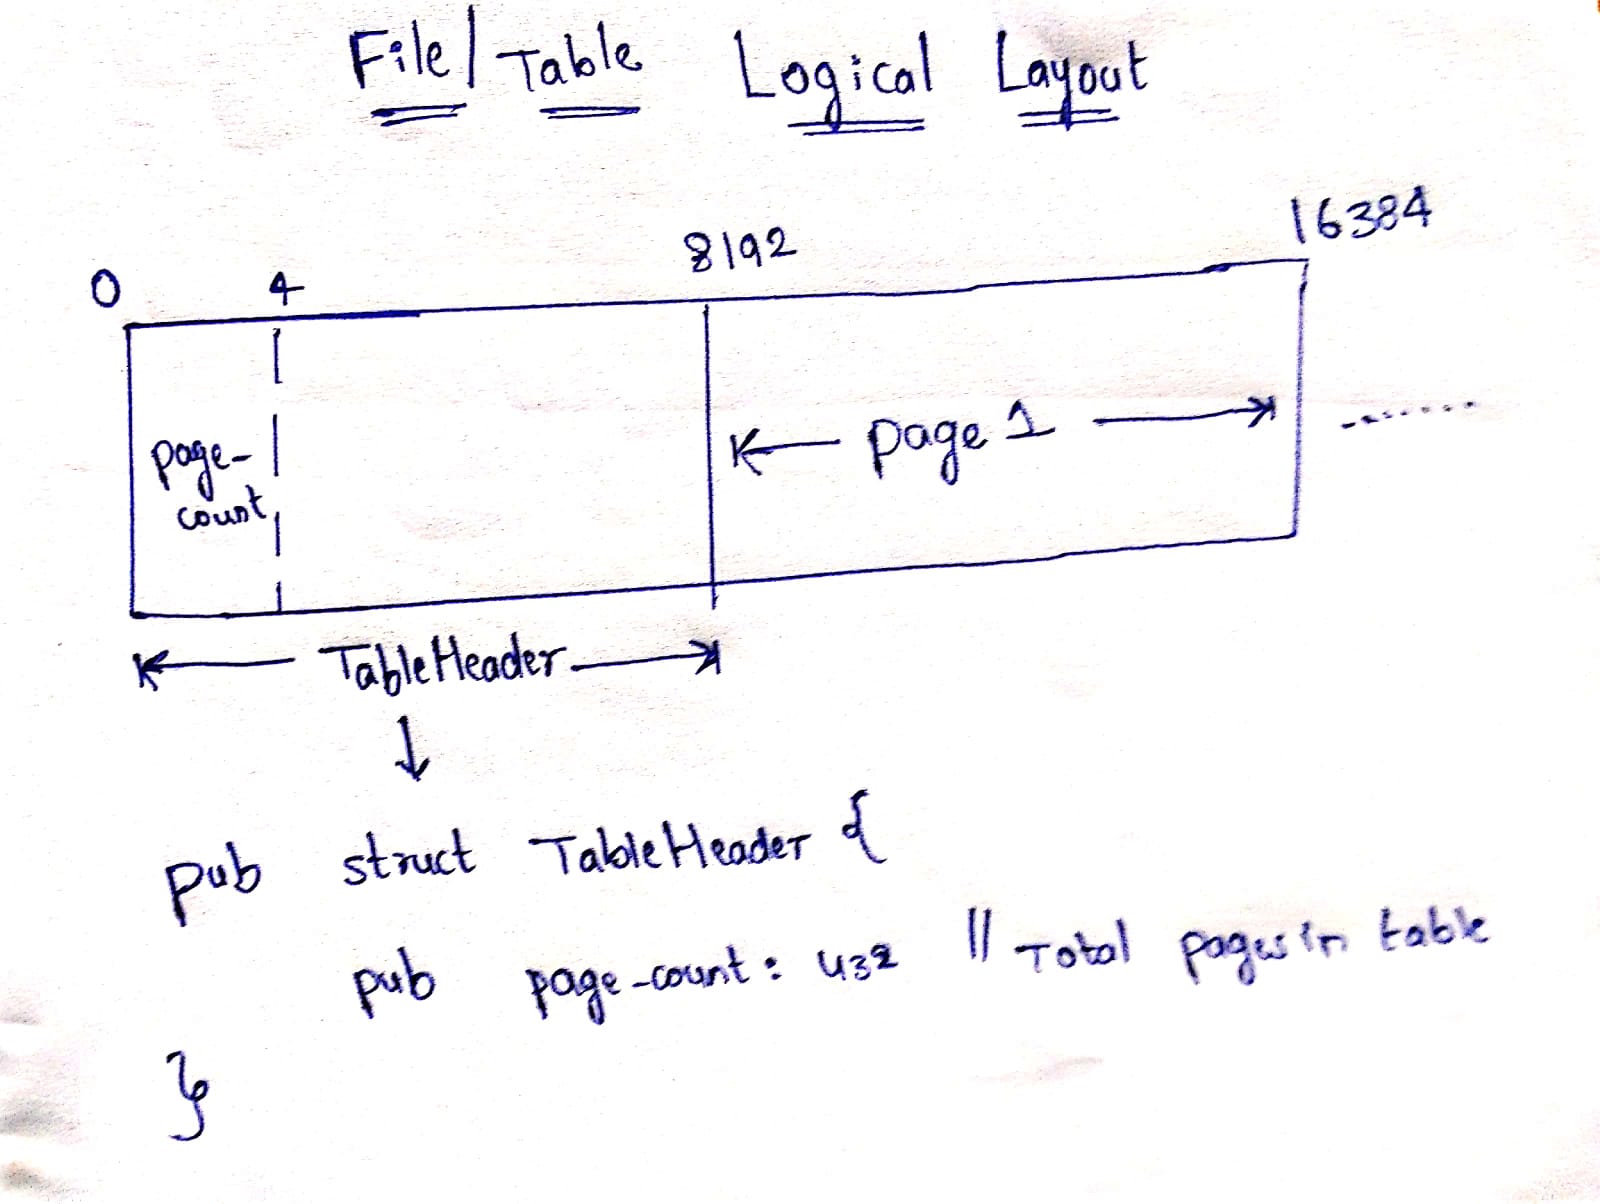 File/Table Logical Layout
0 4 8192 16384
page-
count
← page 1 → .......
← TableHeader →
↓
pub struct TableHeader {
pub page-count: u32 // Total pages in table
}